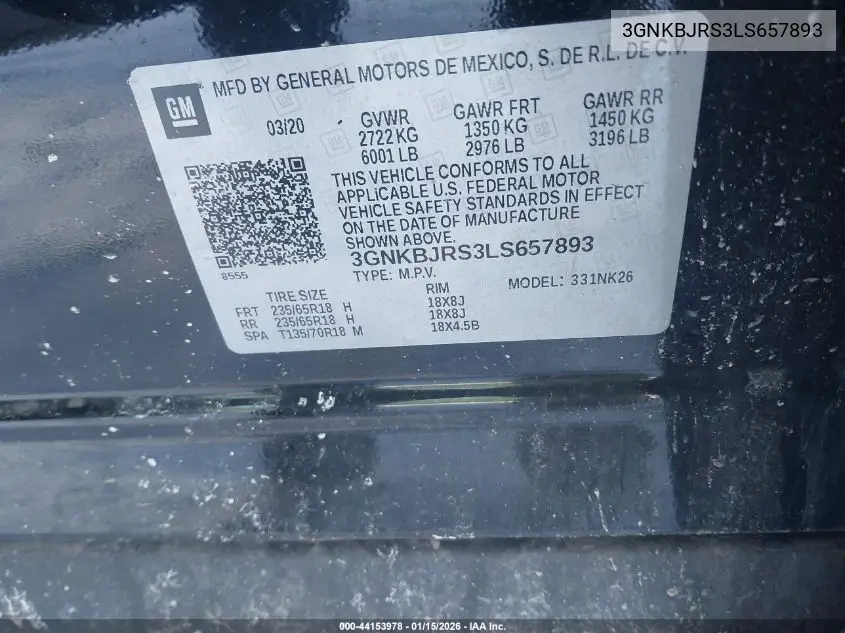 3GNKBJRS3LS657893
MFD BY GENERAL MOTORS DE MEXICO, S. DE R.L. DE C.V.
GM
03/20
GVWR GAWR FRT GAWR RR
2722 KG 1350 KG 1450 KG
6001 LB 2976 LB 3196 LB
THIS VEHICLE CONFORMS TO ALL
APPLICABLE U.S. FEDERAL MOTOR
VEHICLE SAFETY STANDARDS IN EFFECT
ON THE DATE OF MANUFACTURE
SHOWN ABOVE.
3GNKBJRS3LS657893
8555
TYPE: M.P.V. MODEL: 331NK26
TIRE SIZE RIM
FRT 235/65R18 H 18X8J
RR 235/65R18 H 18X8J
SPA T135/70R18 M 18X4.5B
000-44153978 - 01/15/2026 - IAA Inc.